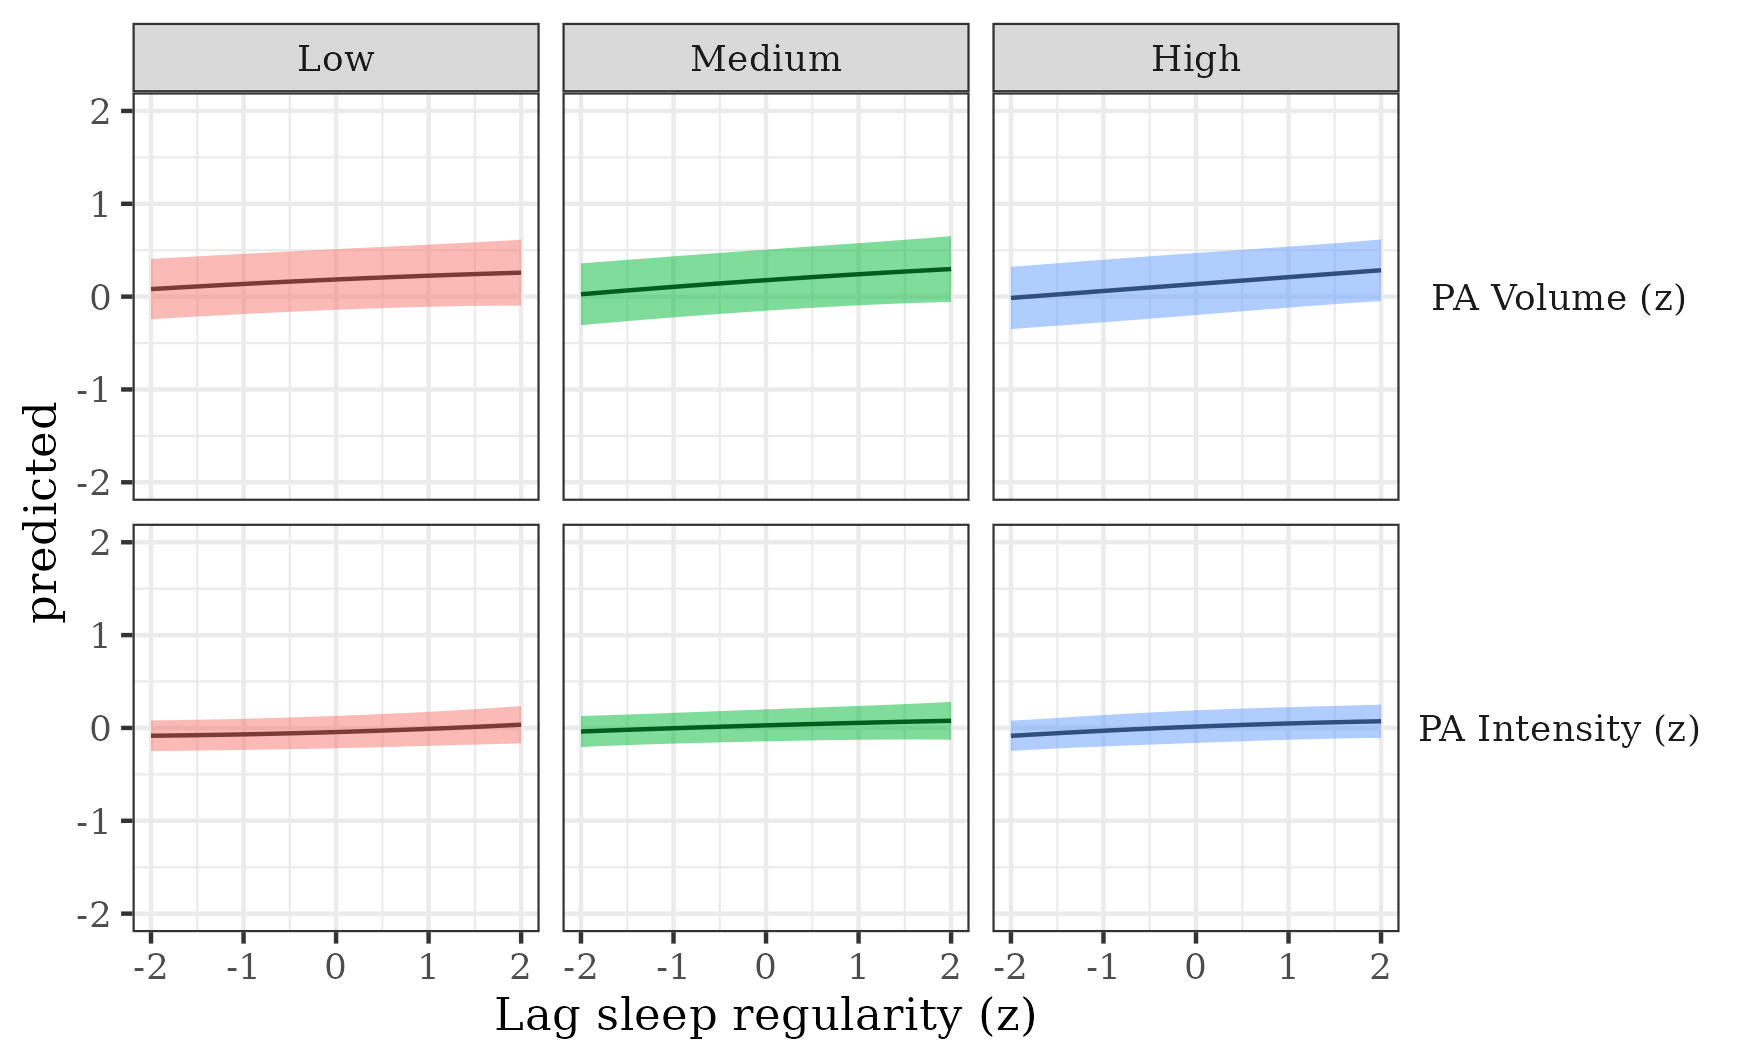 Low Medium High
2
1
0
-1
-2
PA Volume (z)
predicted
2
1
0
-1
-2
PA Intensity (z)
-2 -1 0 1 2 -2 -1 0 1 2 -2 -1 0 1 2
Lag sleep regularity (z)